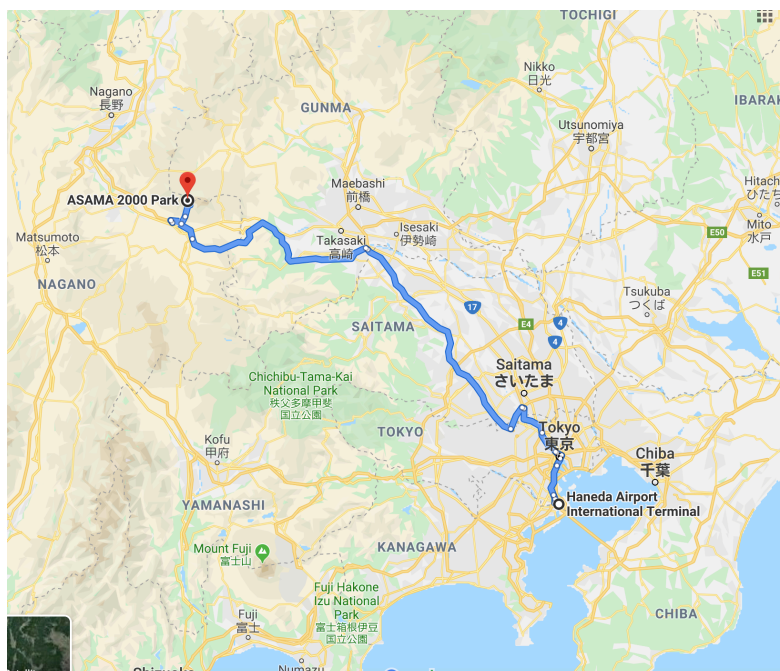 TOCHIGI
Nikko
日光
Nagano
長野
GUNMA
IBARAK
Utsunomiya
宇都宮
Maebashi
前橋
Hitach
ひたち
ASAMA 2000 Park
Isesaki
伊勢崎
Mito
水戸
E50
Takasaki
高崎
Matsumoto
松本
E51
NAGANO
Tsukuba
つくば
17
E4
4
SAITAMA
4
Saitama
さいたま
Chichibu-Tama-Kai
National Park
秩父多摩甲斐
国立公園
TOKYO
Tokyo
東京
Kofu
甲府
Chiba
千葉
Haneda Airport
International Terminal
YAMANASHI
Mount Fuji
富士山
KANAGAWA
Fuji Hakone
Izu National
Park
富士箱根伊豆
国立公園
Fuji
富士
CHIBA
Numazu